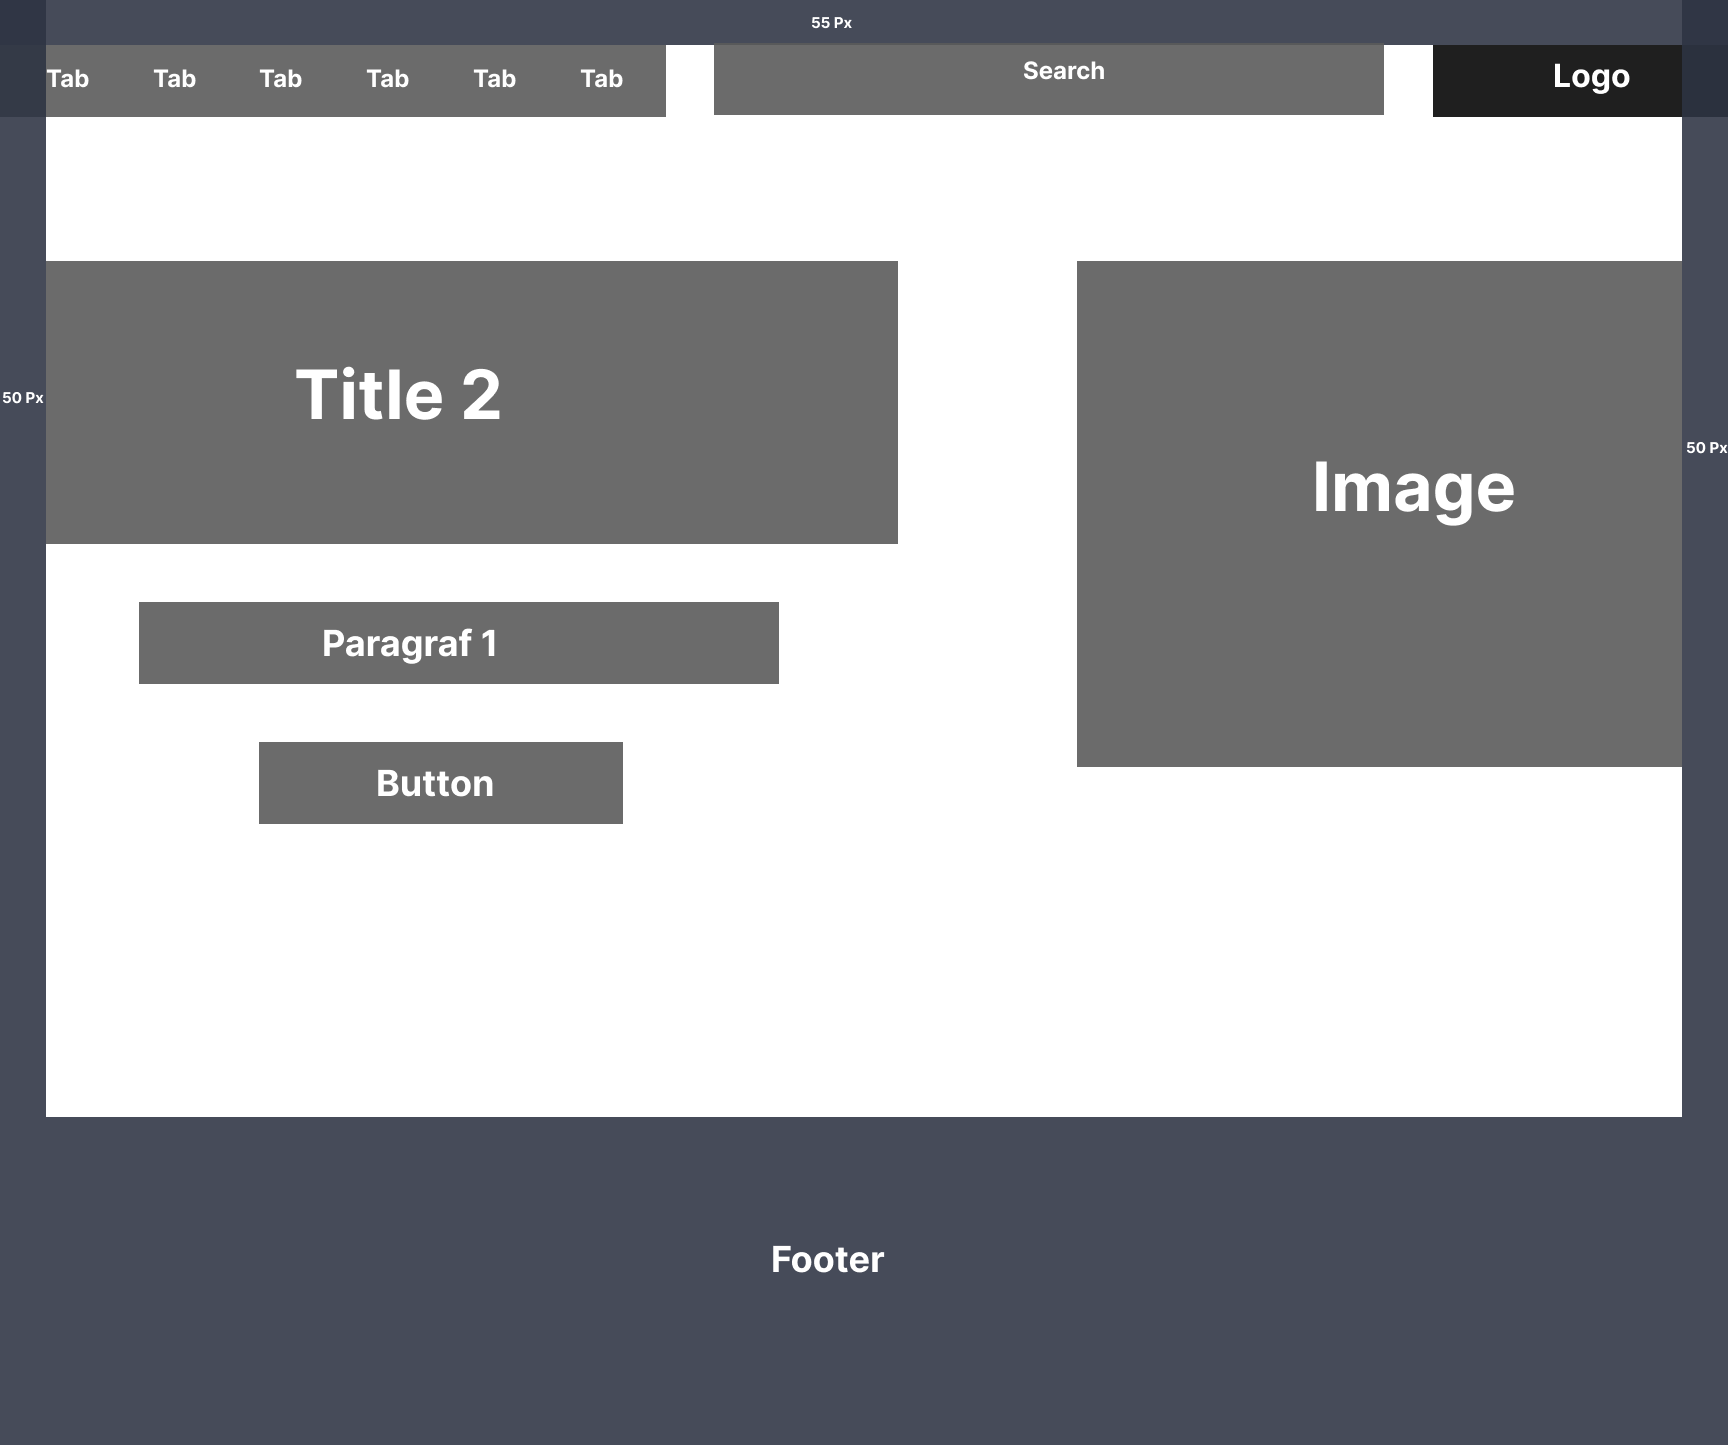 55 Px
Tab Tab Tab Tab Tab Tab
Search
Logo
Title 2
50 Px
Image
50 Px
Paragraf 1
Button
Footer